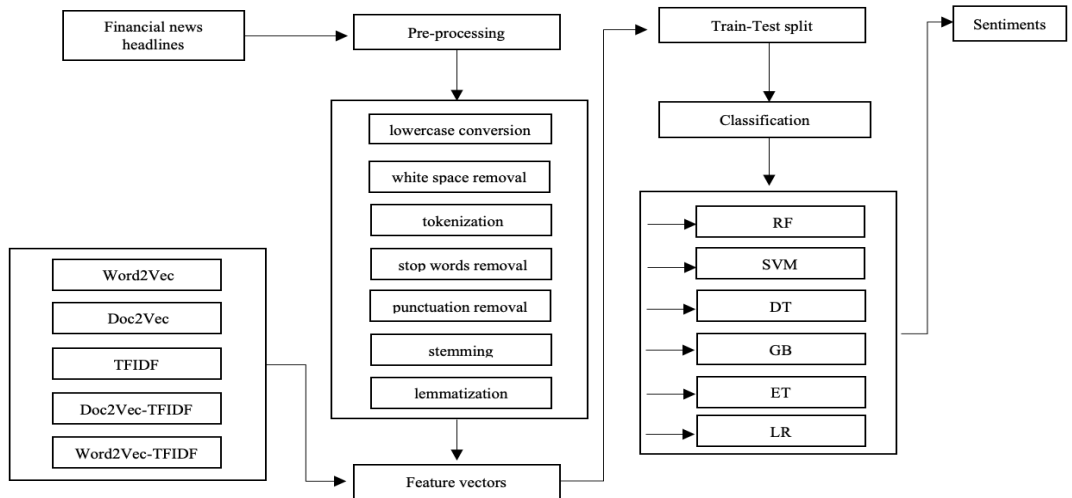 Financial news
headlines
Pre-processing
lowercase conversion
white space removal
tokenization
stop words removal
punctuation removal
stemming
lemmatization
Word2Vec
Doc2Vec
TFIDF
Doc2Vec-TFIDF
Word2Vec-TFIDF
Feature vectors
Train-Test split
Classification
RF
SVM
DT
GB
ET
LR
Sentiments